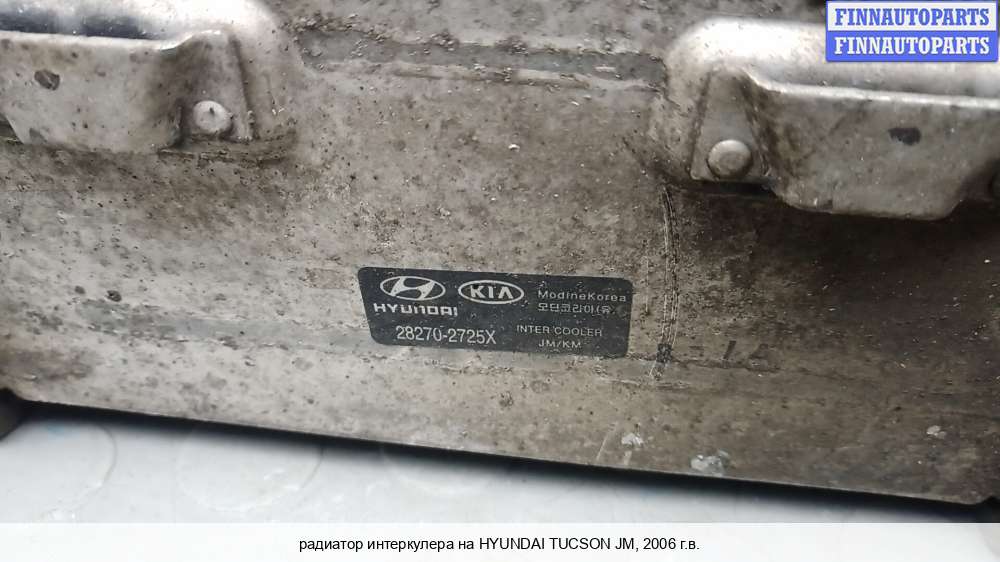 FINNAUTOPARTS
FINNAUTOPARTS
HYUNDAI
KIA
ModineKorea
모딘코리아(유)
28270-2725X
INTER COOLER
JM/KM
радиатор интеркулера на HYUNDAI TUCSON JM, 2006 г.в.